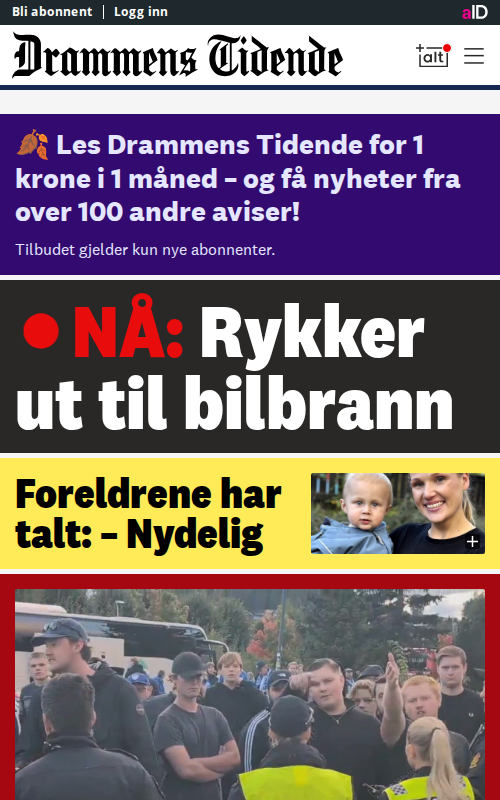 Bli abonnent | Logg inn
aID
Drammens Tidende
+alt
🍂 Les Drammens Tidende for 1
krone i 1 måned – og få nyheter fra
over 100 andre aviser!
Tilbudet gjelder kun nye abonnenter.
NÅ: Rykker
ut til bilbrann
Foreldrene har
talt: – Nydelig